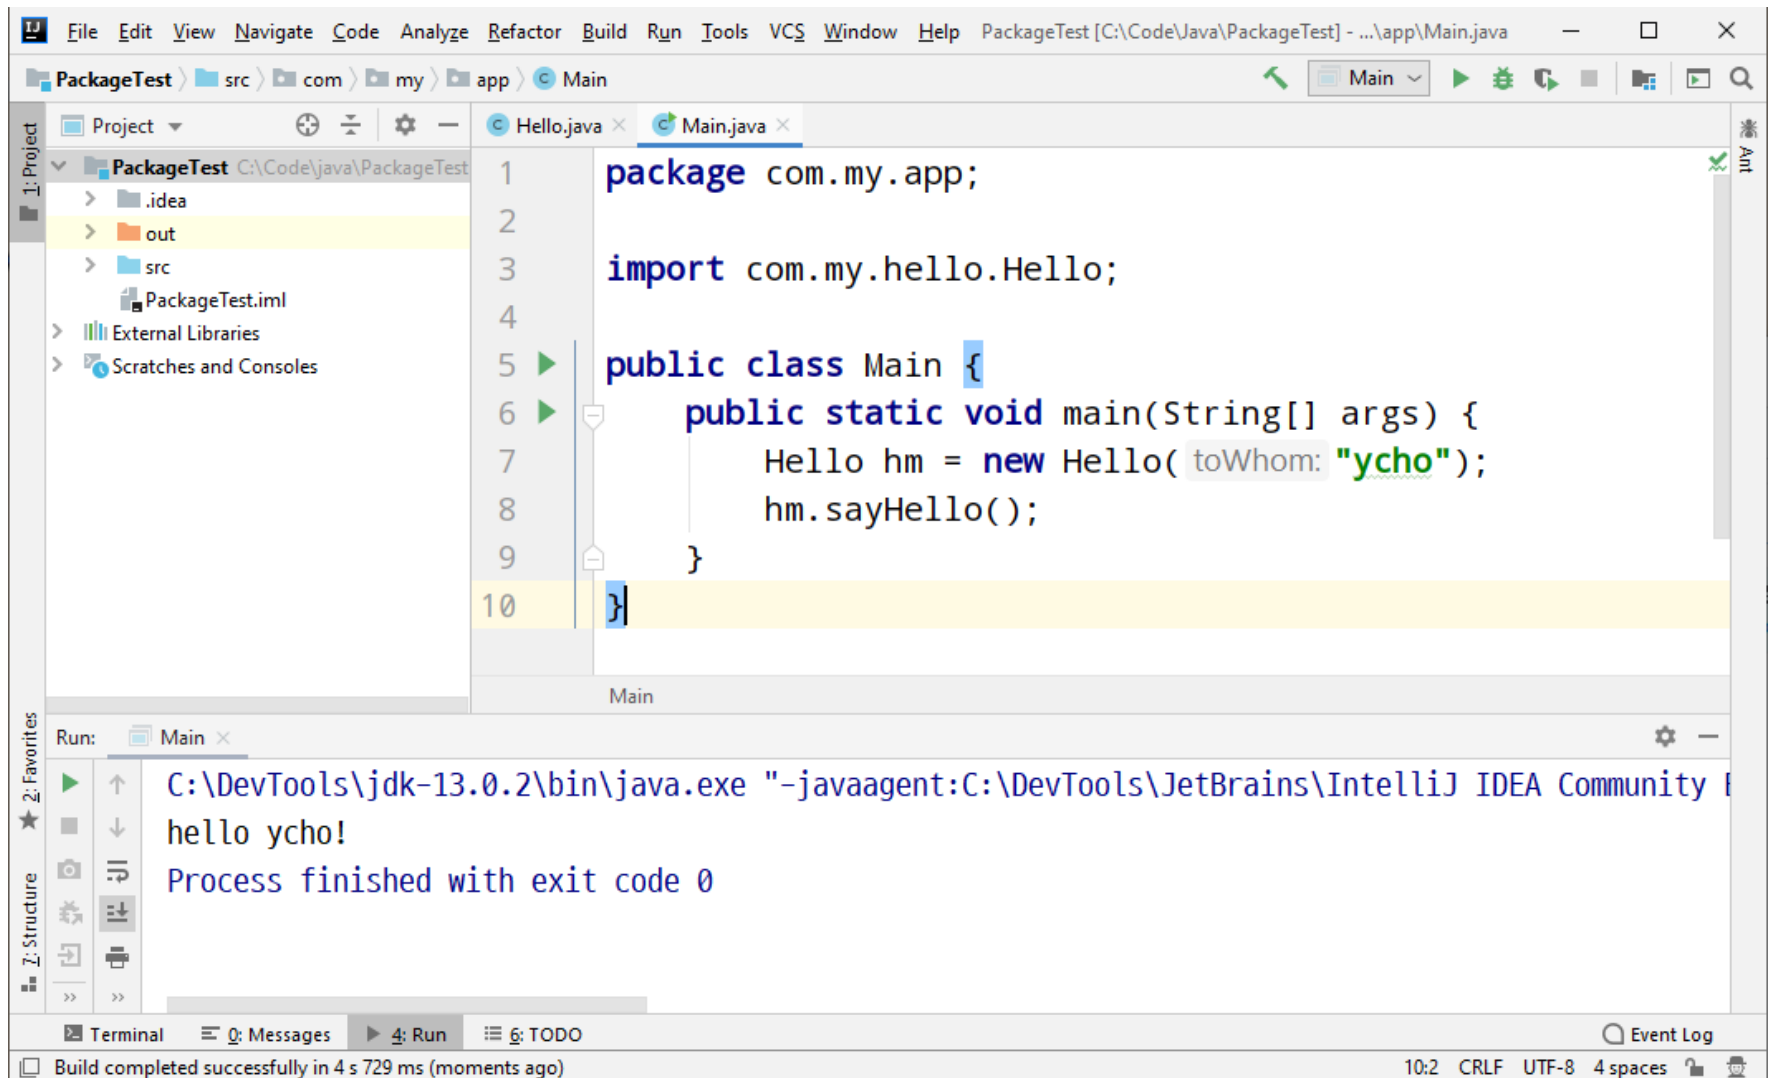 File Edit View Navigate Code Analyze Refactor Build Run Tools VCS Window Help PackageTest [C:\Code\Java\PackageTest] - ...\app\Main.java
PackageTest src com my app Main
Main
1: Project
Project
PackageTest C:\Code\java\PackageTest
.idea
out
src
PackageTest.iml
External Libraries
Scratches and Consoles
Hello.java Main.java
1 package com.my.app;
2
3 import com.my.hello.Hello;
4
5 public class Main {
6 public static void main(String[] args) {
7 Hello hm = new Hello( toWhom: "ycho");
8 hm.sayHello();
9 }
10 }
Main
Ant
2: Favorites
7: Structure
Run: Main
C:\DevTools\jdk-13.0.2\bin\java.exe "-javaagent:C:\DevTools\JetBrains\IntelliJ IDEA Community
hello ycho!
Process finished with exit code 0
Terminal 0: Messages 4: Run 6: TODO Event Log
Build completed successfully in 4 s 729 ms (moments ago) 10:2 CRLF UTF-8 4 spaces